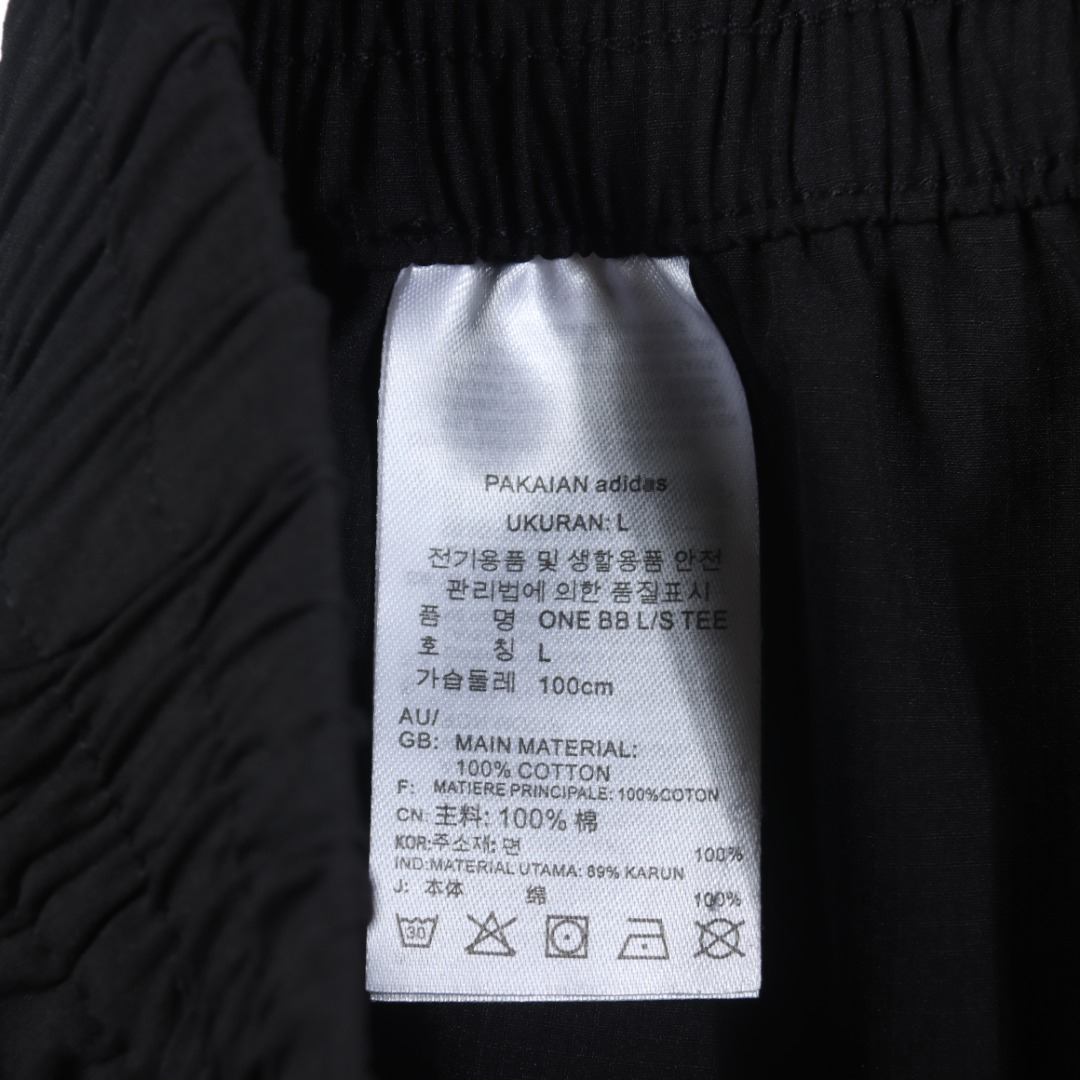 PAKAIAN adidas
UKURAN: L
전기용품 및 생활용품 안전
관리법에 의한 품질표시
품 명 ONE BB L/S TEE
호 칭 L
가슴둘레 100cm
AU/
GB: MAIN MATERIAL:
100% COTTON
F: MATIERE PRINCIPALE: 100%COTON
CN: 主料: 100% 棉
KOR:주소재: 면 100%
IND:MATERIAL UTAMA: 89% KARUN
J: 本体 绵 100%
30